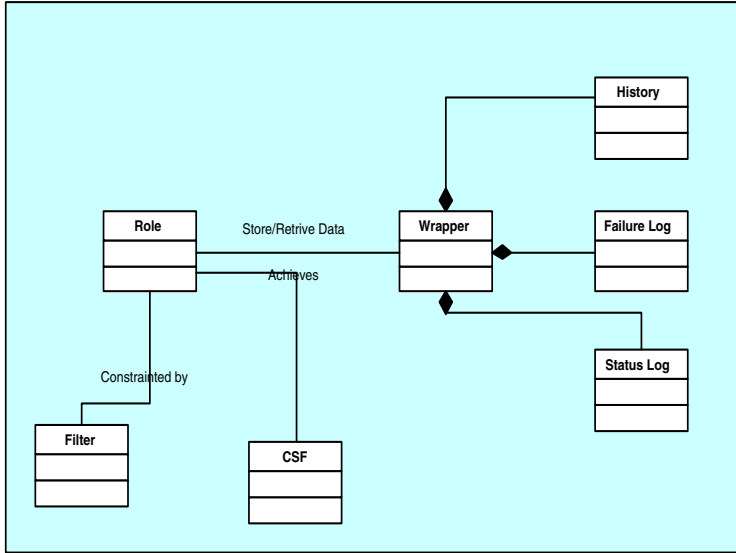 History
Role
Store/Retrive Data
Wrapper
Failure Log
Achieves
Status Log
Constrainted by
Filter
CSF